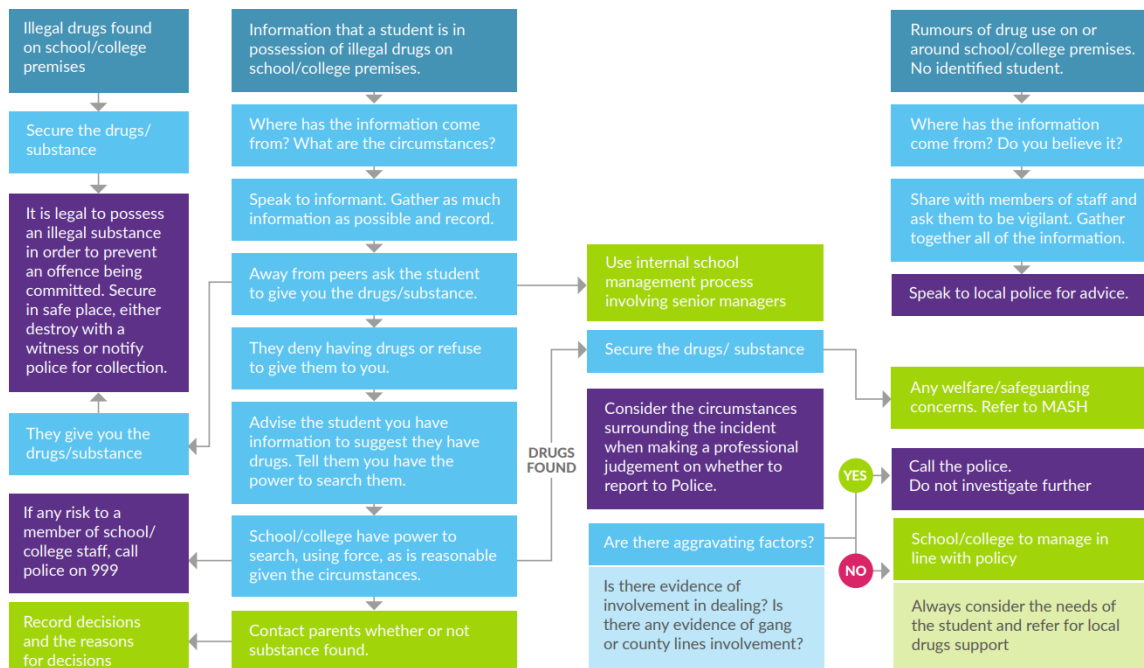 Illegal drugs found
on school/college
premises
Secure the drugs/
substance
It is legal to possess
an illegal substance
in order to prevent
an offence being
committed. Secure
in safe place, either
destroy with a
witness or notify
police for collection.
They give you the
drugs/substance
If any risk to a
member of school/
college staff, call
police on 999
Record decisions
and the reasons
for decisions
Information that a student is in
possession of illegal drugs on
school/college premises.
Where has the information come
from? What are the circumstances?
Speak to informant. Gather as much
information as possible and record.
Away from peers ask the student
to give you the drugs/substance.
They deny having drugs or refuse
to give them to you.
Advise the student you have
information to suggest they have
drugs. Tell them you have the
power to search them.
School/college have power to
search, using force, as is reasonable
given the circumstances.
Contact parents whether or not
substance found.
DRUGS
FOUND
Use internal school
management process
involving senior managers
Secure the drugs/ substance
Consider the circumstances
surrounding the incident
when making a professional
judgement on whether to
report to Police.
Are there aggravating factors?
Is there evidence of
involvement in dealing? Is
there any evidence of gang
or county lines involvement?
YES
NO
Rumours of drug use on or
around school/college premises.
No identified student.
Where has the information
come from? Do you believe it?
Share with members of staff and
ask them to be vigilant. Gather
together all of the information.
Speak to local police for advice.
Any welfare/safeguarding
concerns. Refer to MASH
Call the police.
Do not investigate further
School/college to manage in
line with policy
Always consider the needs of
the student and refer for local
drugs support